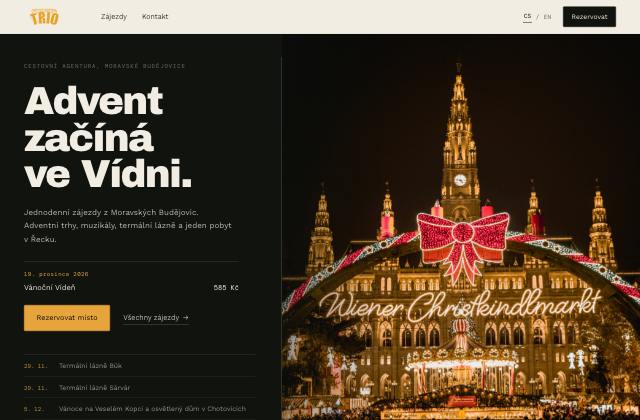 TRIO
Zájezdy
Kontakt
CS / EN
Rezervovat
CESTOVNÍ AGENTURA, MORAVSKÉ BUDĚJOVICE
Advent
začíná
ve Vídni.
Jednodenní zájezdy z Moravských Budějovic.
Adventní trhy, muzikály, termální lázně a jeden pobyt
v Řecku.
19. prosince 2026
Vánoční Vídeň 585 Kč
Rezervovat místo
Všechny zájezdy →
29. 11. Termální lázně Bük
30. 11. Termální lázně Sárvár
5. 12. Vánoce na Veselém Kopci a osvětlený dům v Chotovicích
Wiener Christkindlmarkt